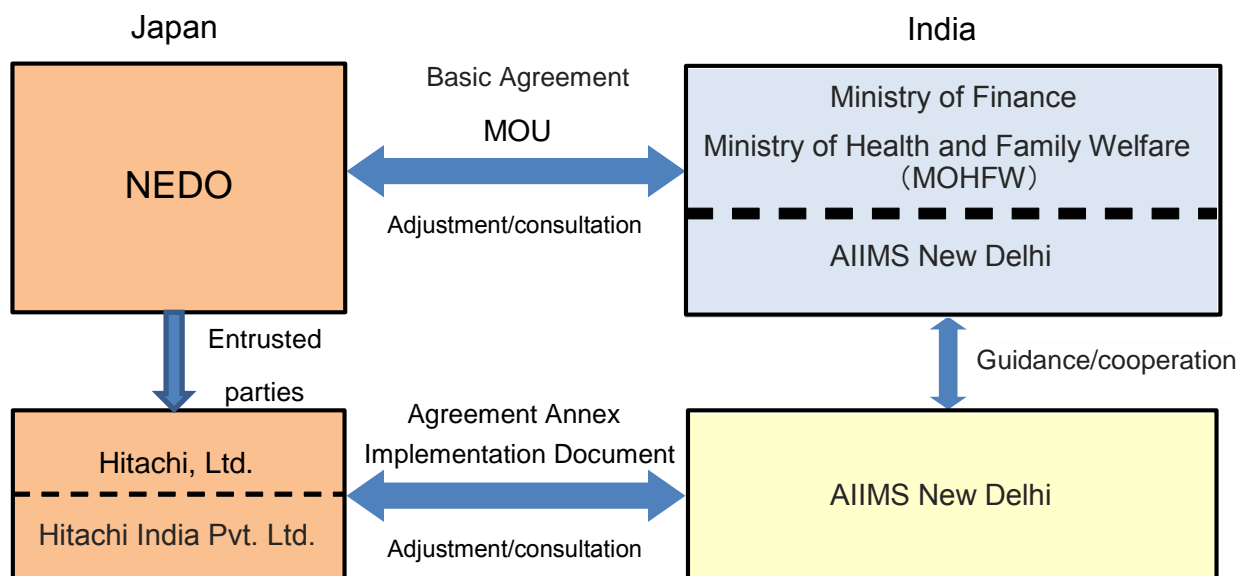 Japan
India
NEDO
Basic Agreement
MOU
Adjustment/consultation
Ministry of Finance
Ministry of Health and Family Welfare
（MOHFW）
AIIMS New Delhi
Entrusted
parties
Guidance/cooperation
Hitachi, Ltd.
Hitachi India Pvt. Ltd.
Agreement Annex
Implementation Document
Adjustment/consultation
AIIMS New Delhi